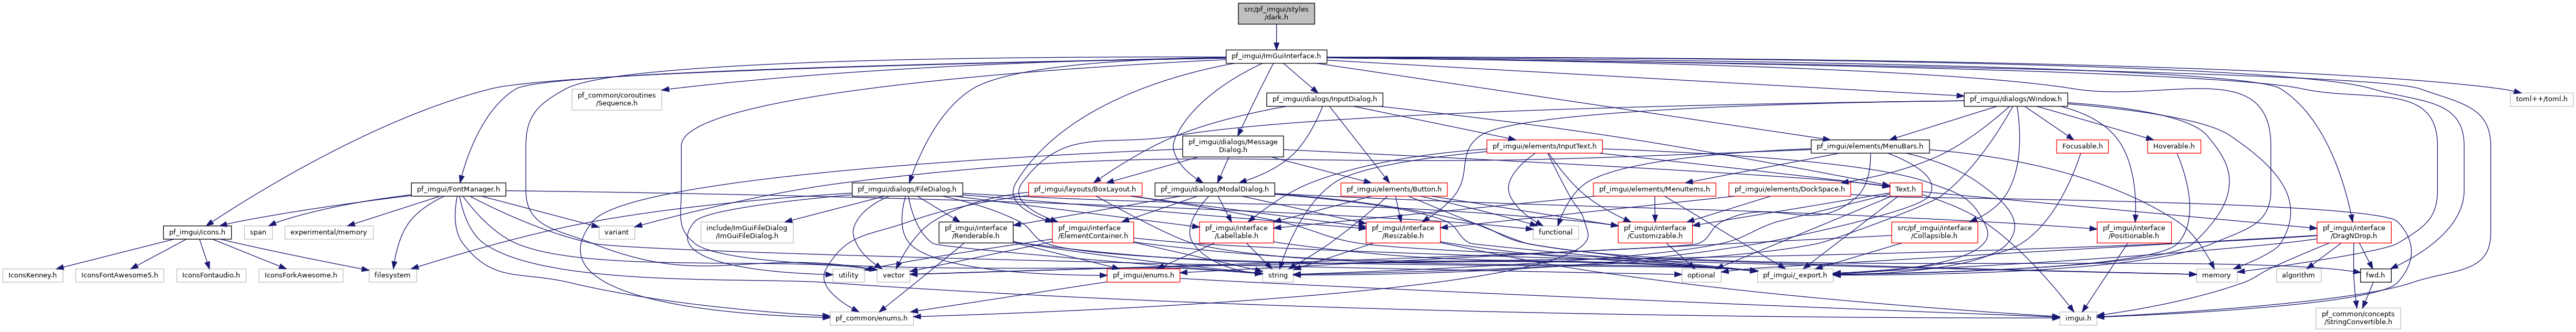 src/pf_imgui/styles
/dark.h
pf_imgui/ImGuiInterface.h
pf_common/coroutines
/Sequence.h
pf_imgui/dialogs/InputDialog.h
pf_imgui/dialogs/Window.h
toml++/toml.h
pf_imgui/dialogs/Message
Dialog.h
pf_imgui/elements/InputText.h
pf_imgui/elements/MenuBars.h
Focusable.h
Hoverable.h
pf_imgui/FontManager.h
pf_imgui/dialogs/FileDialog.h
pf_imgui/layouts/BoxLayout.h
pf_imgui/dialogs/ModalDialog.h
pf_imgui/elements/Button.h
pf_imgui/elements/MenuItems.h
pf_imgui/elements/DockSpace.h
Text.h
pf_imgui/icons.h
span
experimental/memory
variant
include/ImGuiFileDialog
/ImGuiFileDialog.h
pf_imgui/interface
/Renderable.h
pf_imgui/interface
/ElementContainer.h
pf_imgui/interface
/Labellable.h
pf_imgui/interface
/Resizable.h
functional
pf_imgui/interface
/Customizable.h
src/pf_imgui/interface
/Collapsible.h
pf_imgui/interface
/Positionable.h
pf_imgui/interface
/DragNDrop.h
IconsKenney.h
IconsFontAwesome5.h
IconsFontaudio.h
IconsForkAwesome.h
filesystem
utility
vector
pf_imgui/enums.h
string
optional
pf_imgui/_export.h
memory
algorithm
fwd.h
pf_common/enums.h
imgui.h
pf_common/concepts
/StringConvertible.h